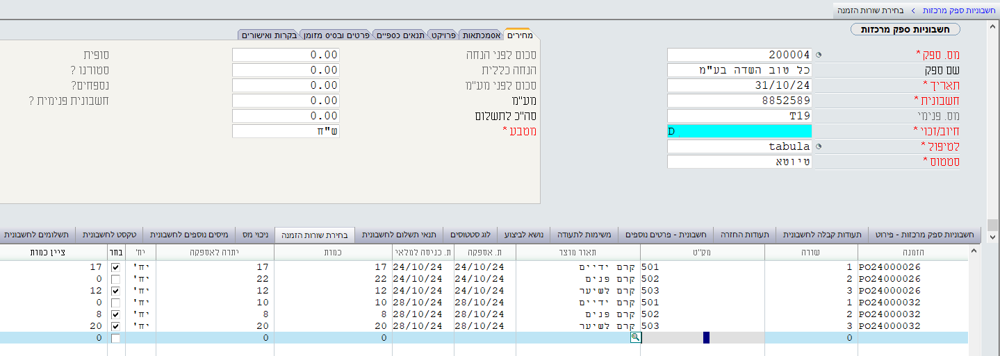 חשבוניות ספק מרכזות > בחירת שורות הזמנה
חשבוניות ספק מרכזות
מחירים אסמכתאות פרויקט תנאים כספיים פרטים ובסיס מזומן בקרות ואישורים
מס. ספק * 200004 סכום לפני הנחה 0.00 סופית
שם ספק כל טוב השדה בע"מ הנחה כללית 0.00 סטורנו ?
תאריך * 31/10/24 סכום לפני מע"מ 0.00 נספחים?
חשבונית * 8852589 מע"מ 0.00 חשבונית פנימית ?
מס. פנימי T19 סה"כ לתשלום 0.00
חיוב/זכוי * D מטבע * ש"ח
לטיפול * tabula
סטטוס * טיוטא
חשבוניות ספק מרכזות - פירוט תעודות קבלה לחשבונית תעודות החזרה חשבונית - פרטים נוספים משימות לתעודה נושא לביצוע לוג סטטוסים תנאי תשלום לחשבונית בחירת שורות הזמנה ניכוי מס מיסים נוספים לחשבונית טקסט לחשבונית תשלומים לחשבונית
הזמנה שורה מק"ט תאור מוצר ת. אספקה ת. כניסה למלאי כמות יתרה לאספקה יח' בחר ציין כמות
PO24000026 1 501 קרם ידיים 24/10/24 24/10/24 17 17 יח' 17
PO24000026 2 502 קרם פנים 24/10/24 24/10/24 22 22 יח' 0
PO24000026 3 503 קרם לשיער 24/10/24 24/10/24 12 12 יח' 12
PO24000032 1 501 קרם ידיים 28/10/24 28/10/24 10 10 יח' 0
PO24000032 2 502 קרם פנים 28/10/24 28/10/24 8 8 יח' 8
PO24000032 3 503 קרם לשיער 28/10/24 28/10/24 20 20 יח' 20
0 0 0 0